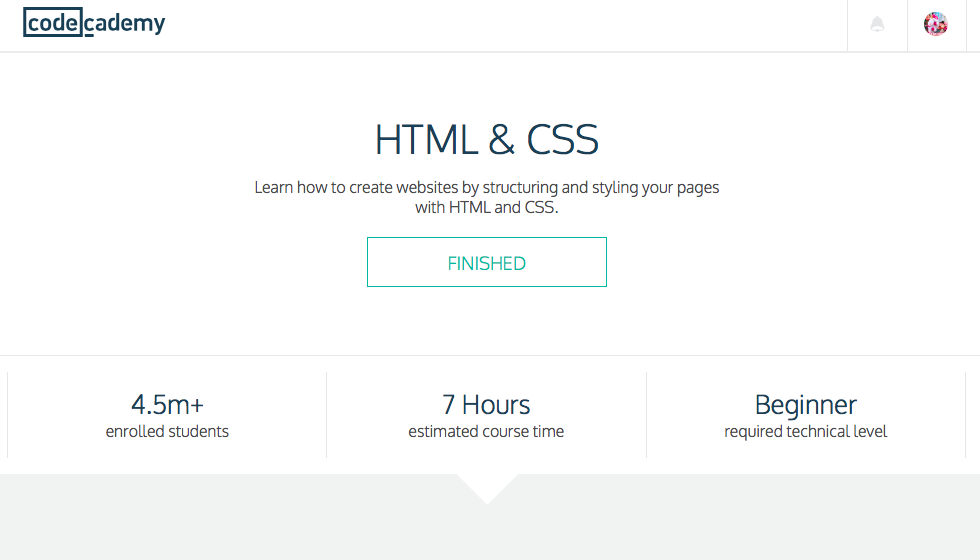 codecademy
HTML & CSS
Learn how to create websites by structuring and styling your pages
with HTML and CSS.
FINISHED
4.5m+
enrolled students
7 Hours
estimated course time
Beginner
required technical level